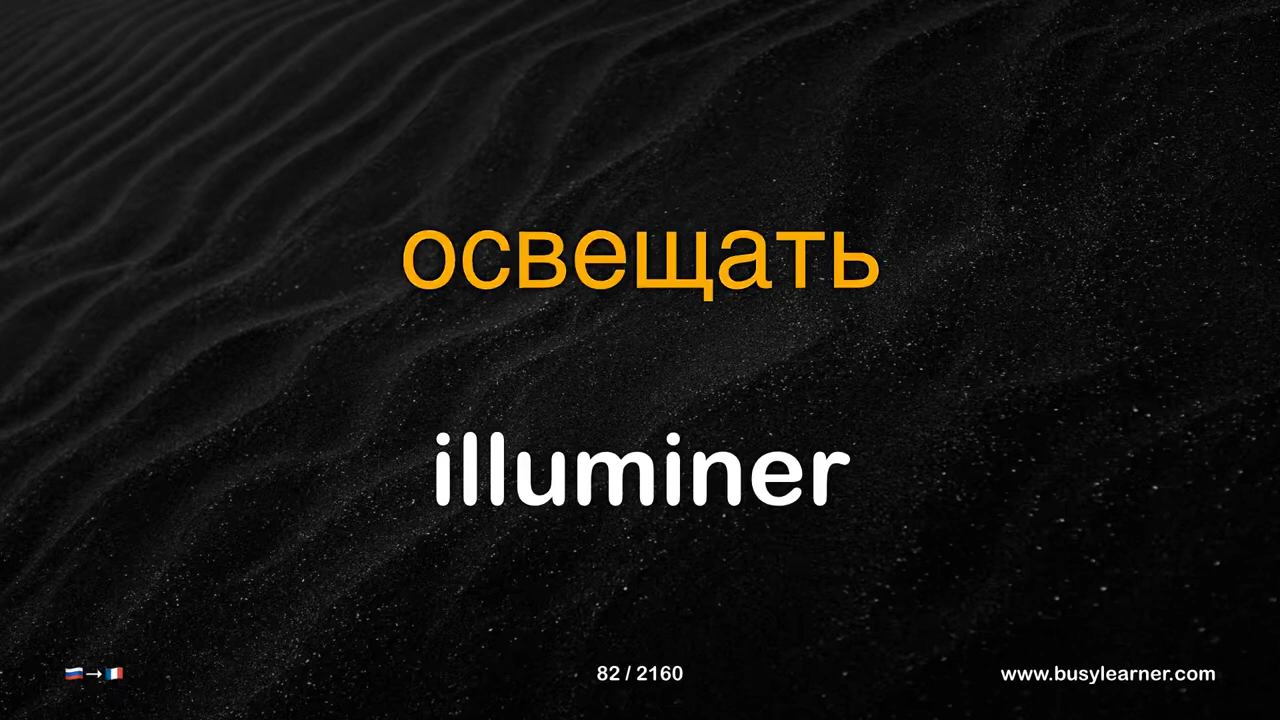 освещать
illuminer
🇷🇺→🇫🇷
82 / 2160
www.busylearner.com